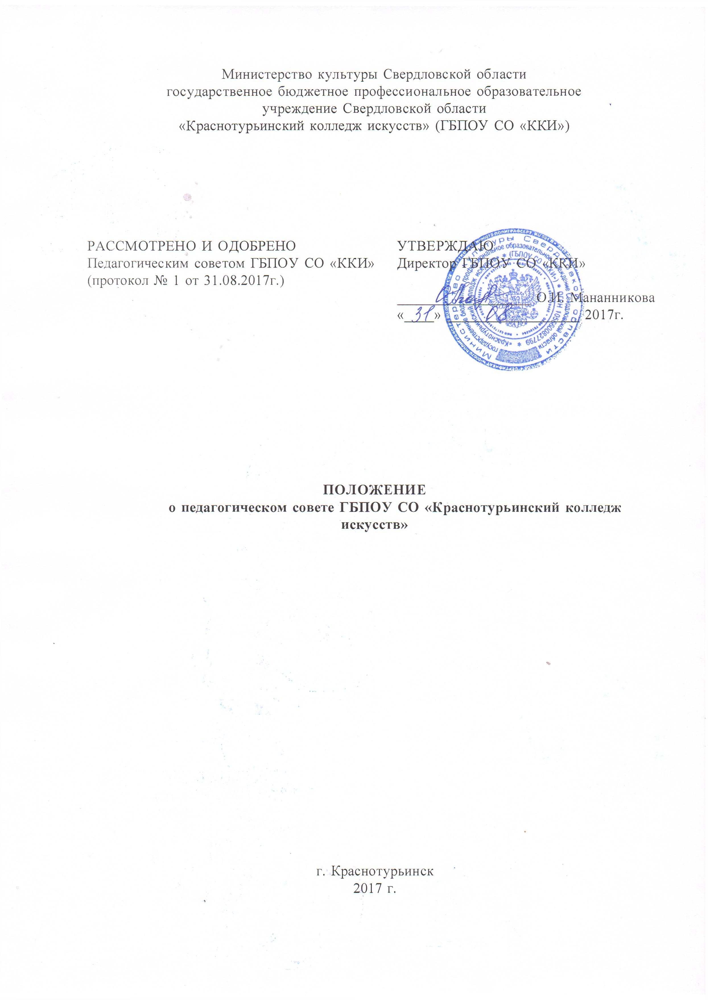 Министерство культуры Свердловской области
государственное бюджетное профессиональное образовательное
учреждение Свердловской области
«Краснотурьинский колледж искусств» (ГБПОУ СО «ККИ»)
РАССМОТРЕНО И ОДОБРЕНО
Педагогическим советом ГБПОУ СО «ККИ»
(протокол № 1 от 31.08.2017г.)
УТВЕРЖДАЮ
Директор ГБПОУ СО «ККИ»
О.И. Мананникова
«31» 08 2017г.
Министерство культуры Свердловской области
государственное бюджетное профессиональное образовательное учреждение Свердловской области
«Краснотурьинский колледж искусств» * (ГБПОУ СО «ККИ») * ОГРН 1056600827799 *
ПОЛОЖЕНИЕ
о педагогическом совете ГБПОУ СО «Краснотурьинский колледж
искусств»
г. Краснотурьинск
2017 г.